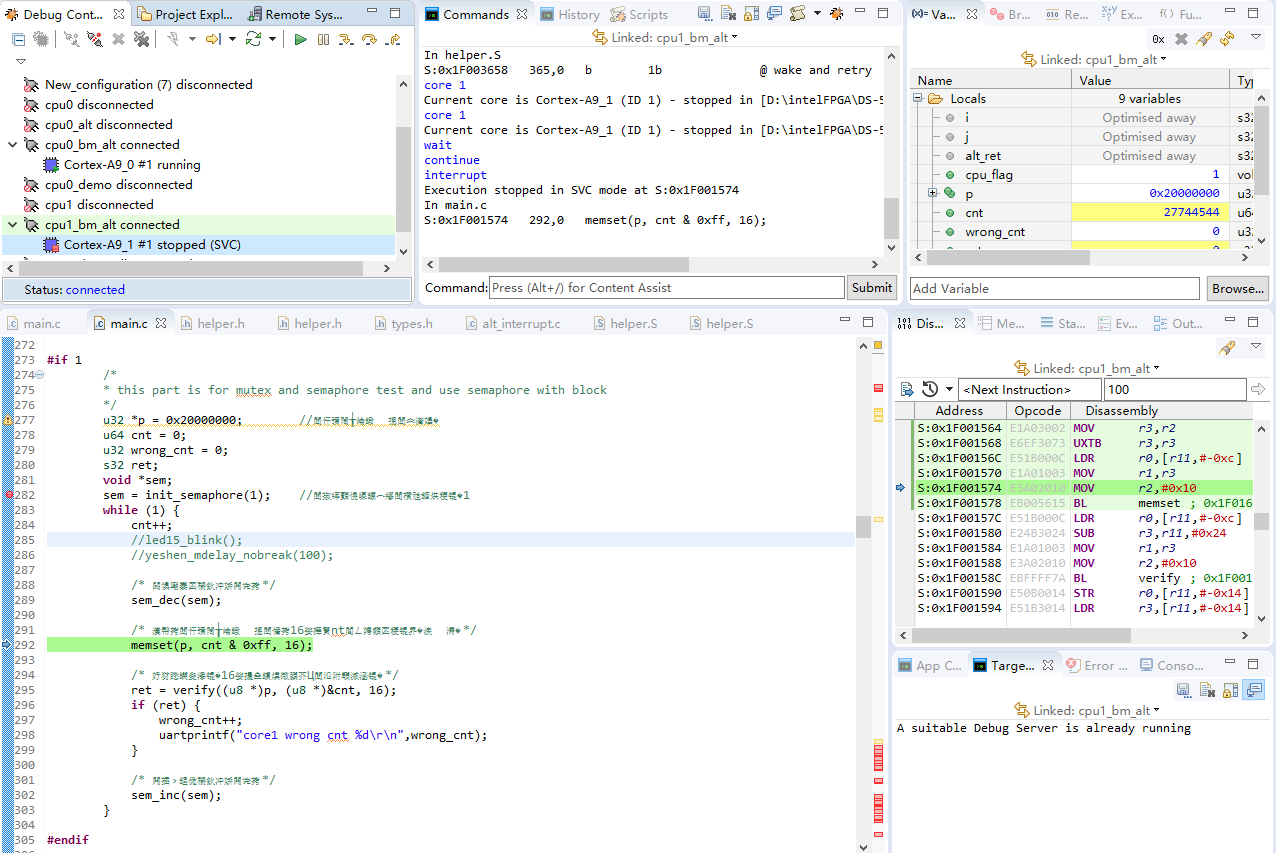 Debug Cont...
Project Expl...
Remote Sys...
New_configuration (7) disconnected
cpu0 disconnected
cpu0_alt disconnected
cpu0_bm_alt connected
Cortex-A9_0 #1 running
cpu0_demo disconnected
cpu1 disconnected
cpu1_bm_alt connected
Cortex-A9_1 #1 stopped (SVC)
Status: connected
Commands
History
Scripts
Linked: cpu1_bm_alt
In helper.S
S:0x1F003658 365,0 b 1b @ wake and retry
core 1
Current core is Cortex-A9_1 (ID 1) - stopped in [D:\intelFPGA\DS-5
core 1
Current core is Cortex-A9_1 (ID 1) - stopped in [D:\intelFPGA\DS-5
wait
continue
interrupt
Execution stopped in SVC mode at S:0x1F001574
In main.c
S:0x1F001574 292,0 memset(p, cnt & 0xff, 16);
Command: Press (Alt+/) for Content Assist Submit
Va...
Br...
Re...
Ex...
Fu...
Linked: cpu1_bm_alt
Name Value Ty
Locals 9 variables
i Optimised away s32
j Optimised away s32
alt_ret Optimised away s32
cpu_flag 1 vol
p 0x20000000 u32
cnt 27744544 u64
wrong_cnt 0 u32
Add Variable Browse...
main.c
main.c
helper.h
helper.h
types.h
alt_interrupt.c
helper.S
helper.S
272
273 #if 1
274 /*
275 * this part is for mutex and semaphore test and use semaphore with block
276 */
277 u32 *p = 0x20000000; //
278 u64 cnt = 0;
279 u32 wrong_cnt = 0;
280 s32 ret;
281 void *sem;
282 sem = init_semaphore(1); //
283 while (1) {
284 cnt++;
285 //led15_blink();
286 //yeshen_mdelay_nobreak(100);
287
288 /* */
289 sem_dec(sem);
290
291 /* 16 nt */
292 memset(p, cnt & 0xff, 16);
293
294 /* 16 */
295 ret = verify((u8 *)p, (u8 *)&cnt, 16);
296 if (ret) {
297 wrong_cnt++;
298 uartprintf("core1 wrong cnt %d\r\n",wrong_cnt);
299 }
300
301 /* */
302 sem_inc(sem);
303 }
304
305 #endif
Dis...
Me...
Sta...
Ev...
Out...
Linked: cpu1_bm_alt
<Next Instruction> 100
Address Opcode Disassembly
S:0x1F001564 E1A03002 MOV r3,r2
S:0x1F001568 E6EF3073 UXTB r3,r3
S:0x1F00156C E51B000C LDR r0,[r11,#-0xc]
S:0x1F001570 E1A01003 MOV r1,r3
S:0x1F001574 E3A02010 MOV r2,#0x10
S:0x1F001578 EB005615 BL memset ; 0x1F016
S:0x1F00157C E51B000C LDR r0,[r11,#-0xc]
S:0x1F001580 E24B3024 SUB r3,r11,#0x24
S:0x1F001584 E1A01003 MOV r1,r3
S:0x1F001588 E3A02010 MOV r2,#0x10
S:0x1F00158C EBFFFF7A BL verify ; 0x1F001
S:0x1F001590 E50B0014 STR r0,[r11,#-0x14]
S:0x1F001594 E51B3014 LDR r3,[r11,#-0x14]
App C...
Targe...
Error ...
Conso...
Linked: cpu1_bm_alt
A suitable Debug Server is already running